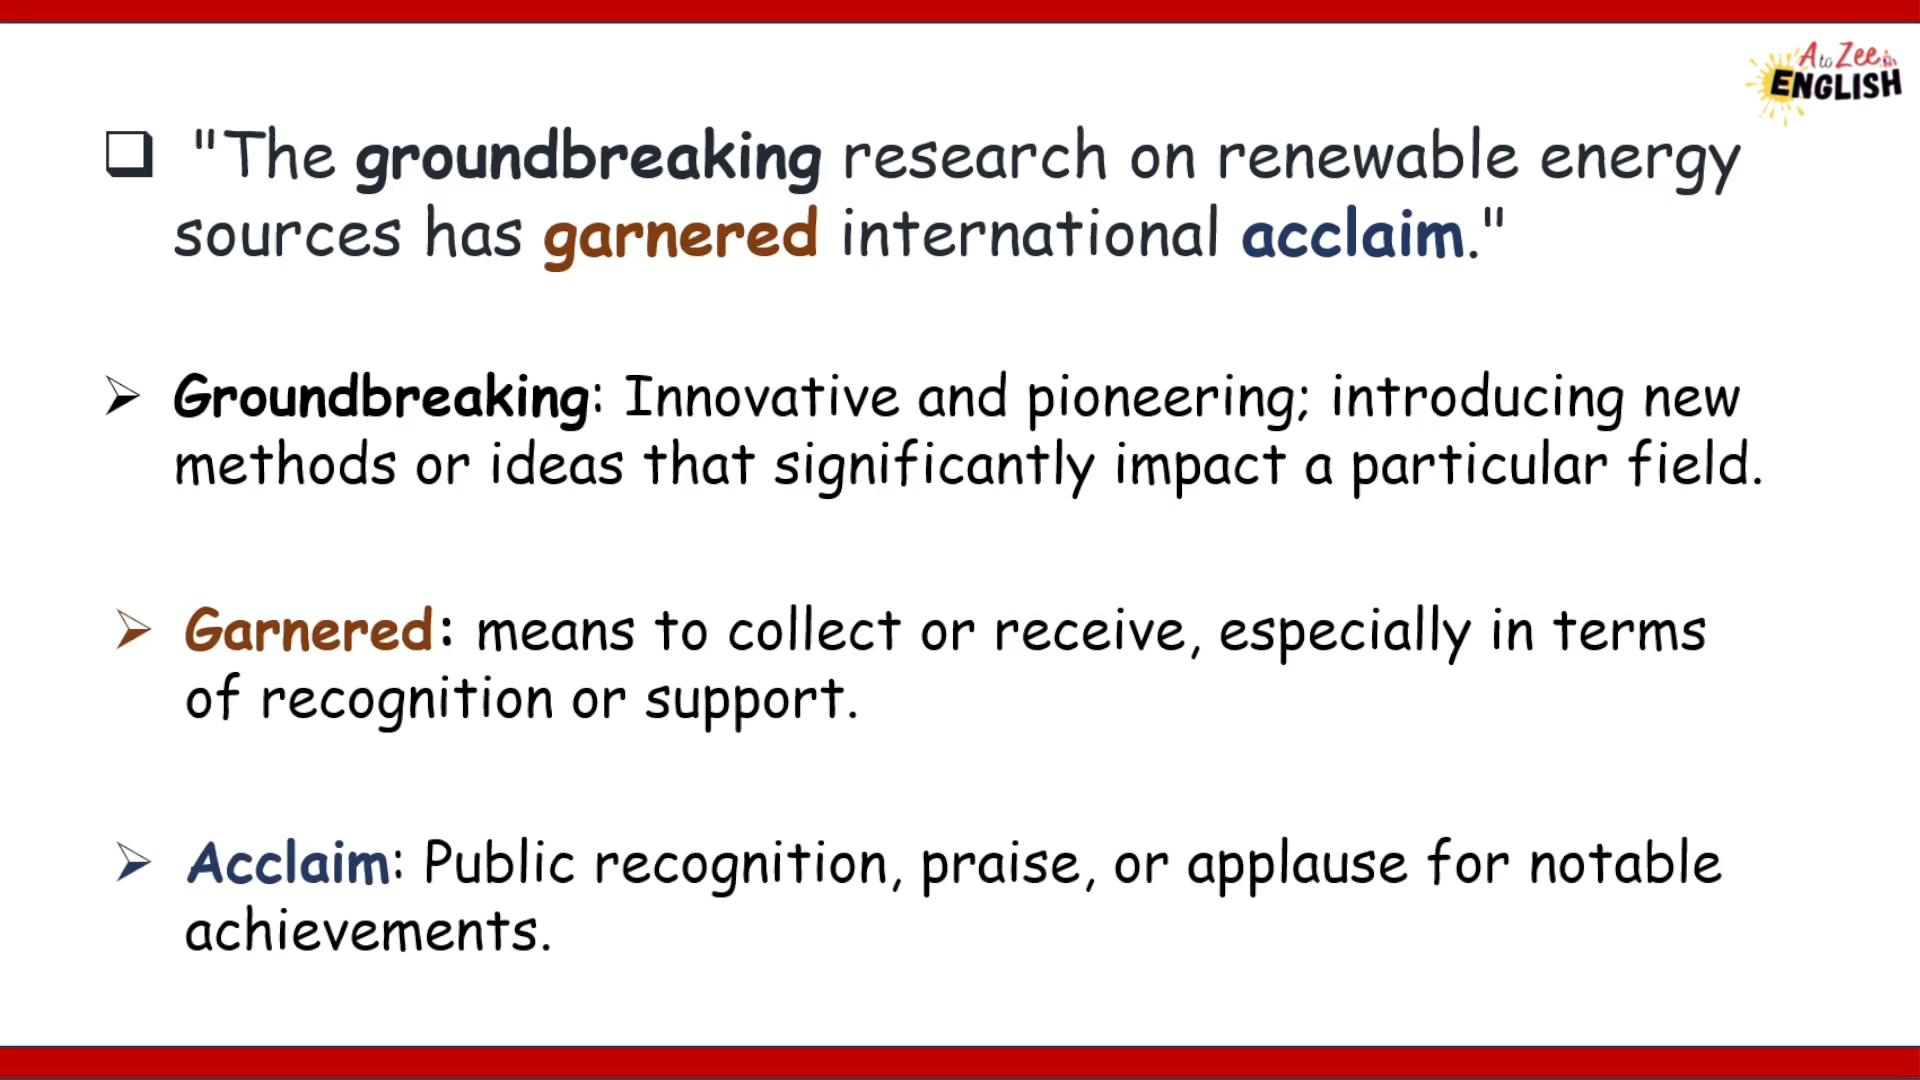 A to Zee in
ENGLISH
"The groundbreaking research on renewable energy
sources has garnered international acclaim."
Groundbreaking: Innovative and pioneering; introducing new
methods or ideas that significantly impact a particular field.
Garnered: means to collect or receive, especially in terms
of recognition or support.
Acclaim: Public recognition, praise, or applause for notable
achievements.